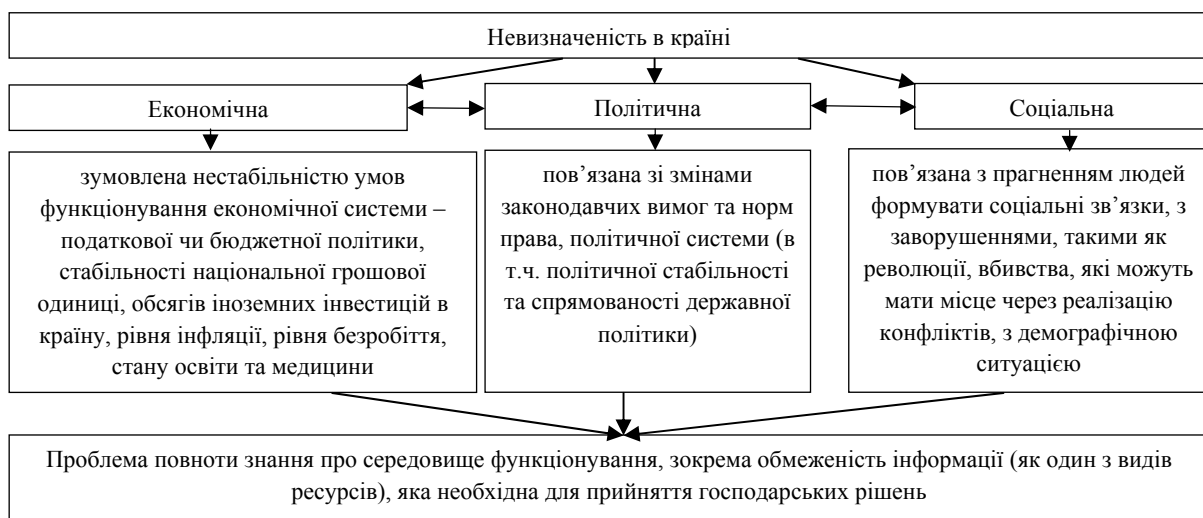 Невизначеність в країні
Економічна
Політична
Соціальна
зумовлена нестабільністю умов
функціонування економічної системи –
податкової чи бюджетної політики,
стабільності національної грошової
одиниці, обсягів іноземних інвестицій в
країну, рівня інфляції, рівня безробіття,
стану освіти та медицини
пов’язана зі змінами
законодавчих вимог та норм
права, політичної системи (в
т.ч. політичної стабільності
та спрямованості державної
політики)
пов’язана з прагненням людей
формувати соціальні зв’язки, з
заворушеннями, такими як
революції, вбивства, які можуть
мати місце через реалізацію
конфліктів, з демографічною
ситуацією
Проблема повноти знання про середовище функціонування, зокрема обмеженість інформації (як один з видів
ресурсів), яка необхідна для прийняття господарських рішень